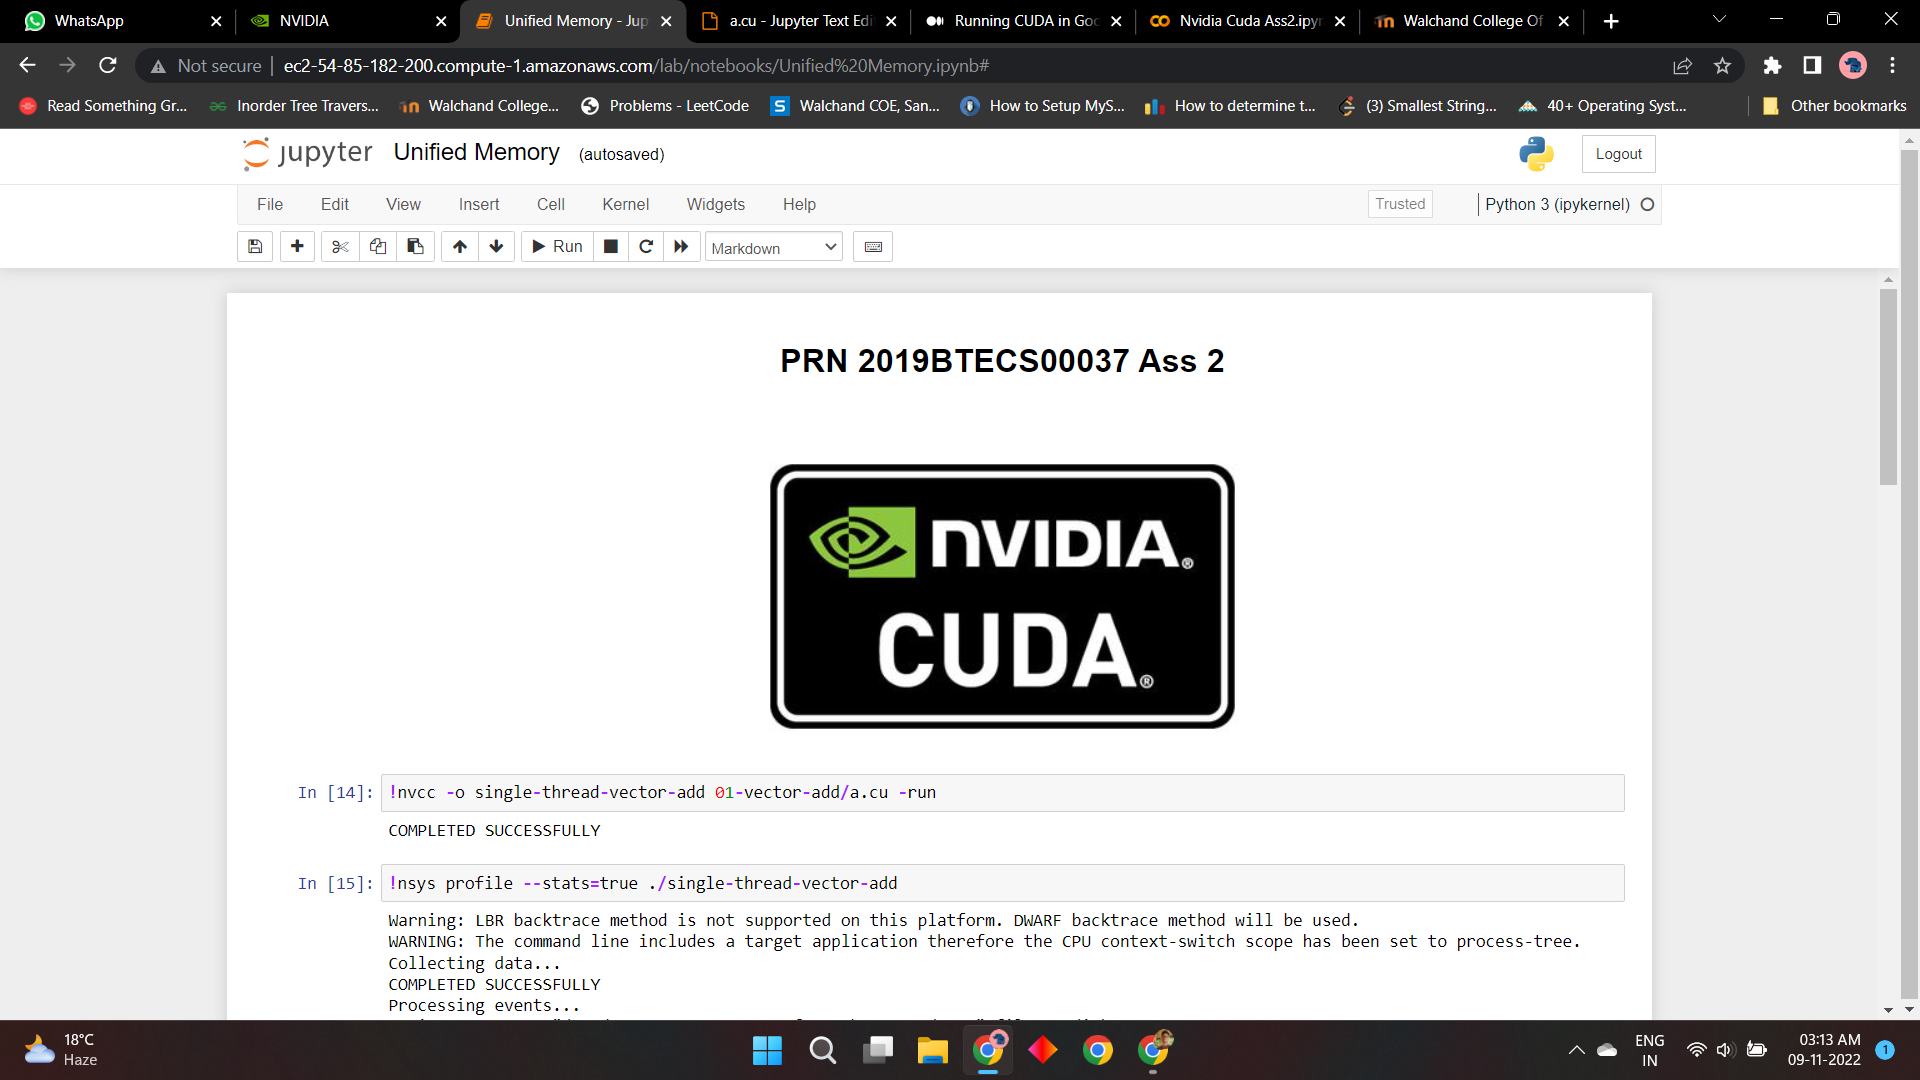 WhatsApp
NVIDIA
Unified Memory - Jup
a.cu - Jupyter Text Edi
Running CUDA in Goo
Nvidia Cuda Ass2.ipyn
Walchand College Of
Not secure ec2-54-85-182-200.compute-1.amazonaws.com/lab/notebooks/Unified%20Memory.ipynb#
Read Something Gr...
Inorder Tree Travers...
Walchand College...
Problems - LeetCode
Walchand COE, San...
How to Setup MyS...
How to determine t...
(3) Smallest String...
40+ Operating Syst...
Other bookmarks
jupyter Unified Memory (autosaved)
Logout
File Edit View Insert Cell Kernel Widgets Help
Trusted
Python 3 (ipykernel)
Run
Markdown
PRN 2019BTECS00037 Ass 2
NVIDIA®
CUDA®
In [14]: !nvcc -o single-thread-vector-add 01-vector-add/a.cu -run
COMPLETED SUCCESSFULLY
In [15]: !nsys profile --stats=true ./single-thread-vector-add
Warning: LBR backtrace method is not supported on this platform. DWARF backtrace method will be used.
WARNING: The command line includes a target application therefore the CPU context-switch scope has been set to process-tree.
Collecting data...
COMPLETED SUCCESSFULLY
Processing events...
18°C
Haze
ENG
IN
03:13 AM
09-11-2022
1